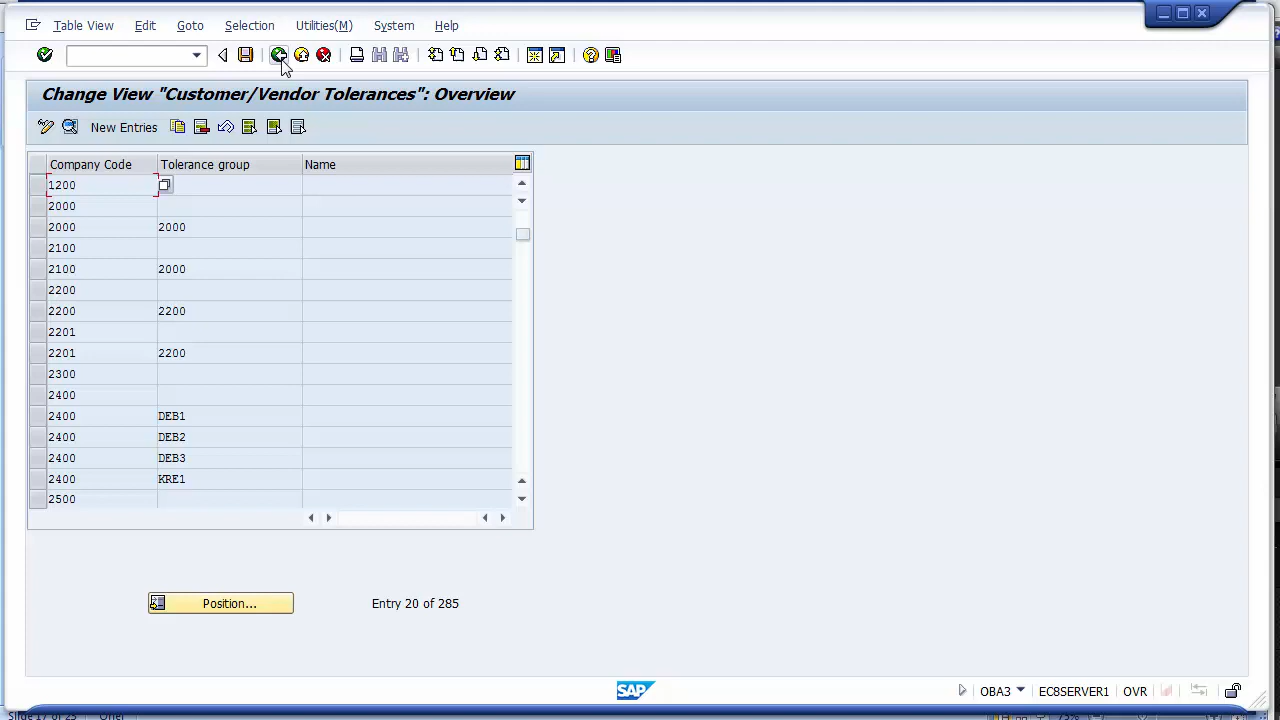 Table View Edit Goto Selection Utilities(M) System Help
Change View "Customer/Vendor Tolerances": Overview
New Entries
Company Code Tolerance group Name
1200
2000
2000 2000
2100
2100 2000
2200
2200 2200
2201
2201 2200
2300
2400
2400 DEB1
2400 DEB2
2400 DEB3
2400 KRE1
2500
Position... Entry 20 of 285
SAP OBA3 EC8SERVER1 OVR